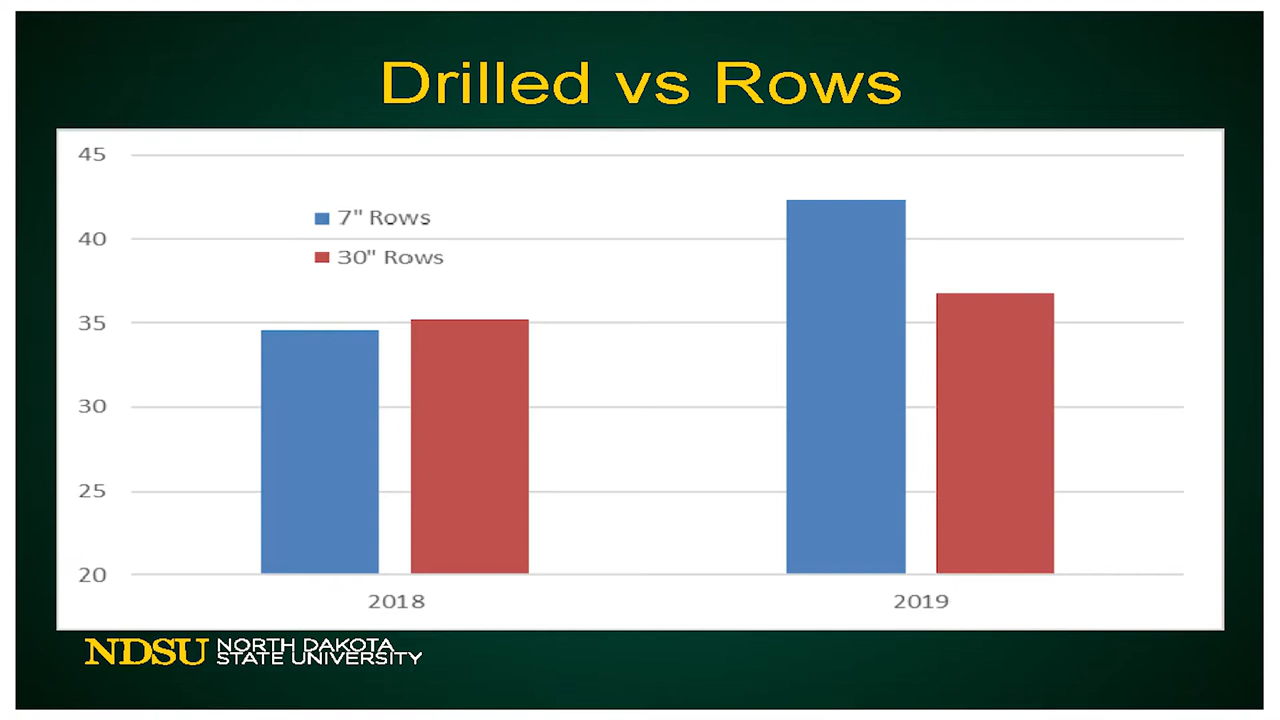 Drilled vs Rows
45
7" Rows
40
30" Rows
35
30
25
20
2018
2019
NDSU NORTH DAKOTA
STATE UNIVERSITY